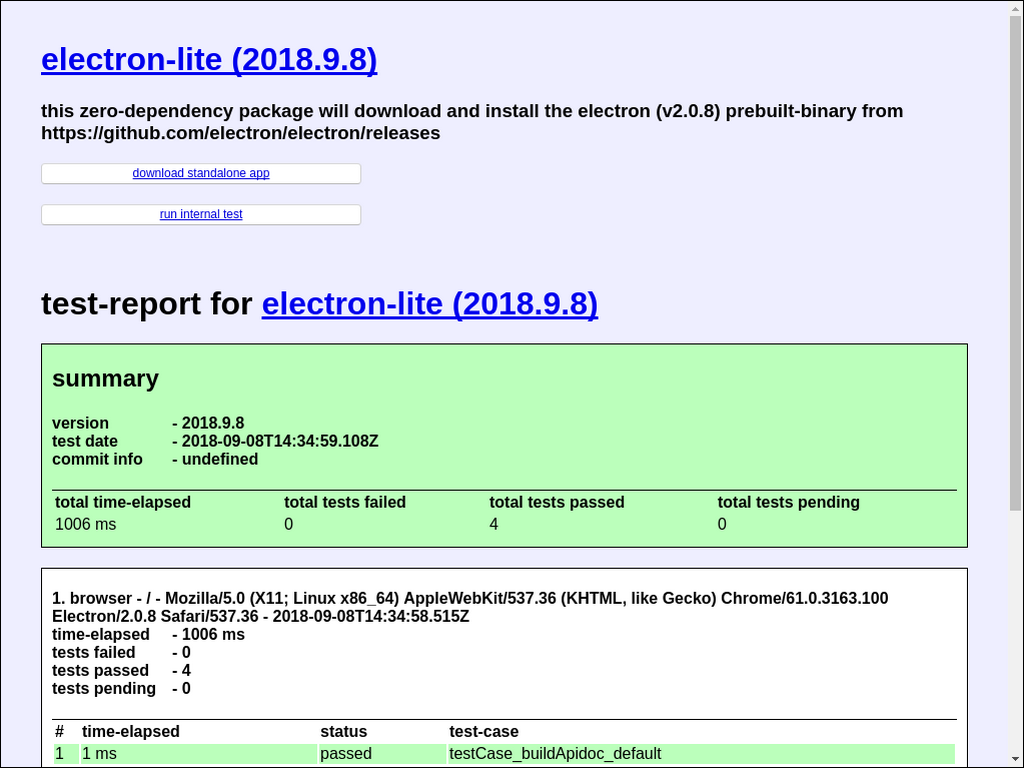 electron-lite (2018.9.8)
this zero-dependency package will download and install the electron (v2.0.8) prebuilt-binary from
https://github.com/electron/electron/releases
download standalone app
run internal test
test-report for electron-lite (2018.9.8)
summary
version - 2018.9.8
test date - 2018-09-08T14:34:59.108Z
commit info - undefined
total time-elapsed total tests failed total tests passed total tests pending
1006 ms 0 4 0
1. browser - / - Mozilla/5.0 (X11; Linux x86_64) AppleWebKit/537.36 (KHTML, like Gecko) Chrome/61.0.3163.100
Electron/2.0.8 Safari/537.36 - 2018-09-08T14:34:58.515Z
time-elapsed - 1006 ms
tests failed - 0
tests passed - 4
tests pending - 0
# time-elapsed status test-case
1 1 ms passed testCase_buildApidoc_default